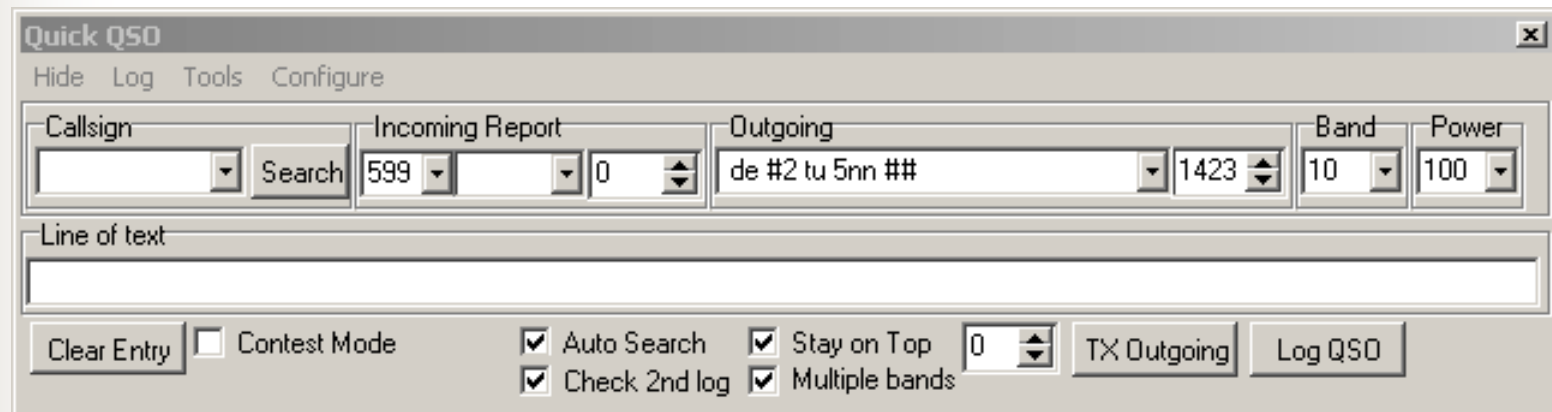 Quick QSO
Hide Log Tools Configure
Callsign Incoming Report Outgoing Band Power
Search 599 0 de #2 tu 5nn ## 1423 10 100
Line of text
Clear Entry Contest Mode Auto Search Stay on Top 0 TX Outgoing Log QSO
Check 2nd log Multiple bands